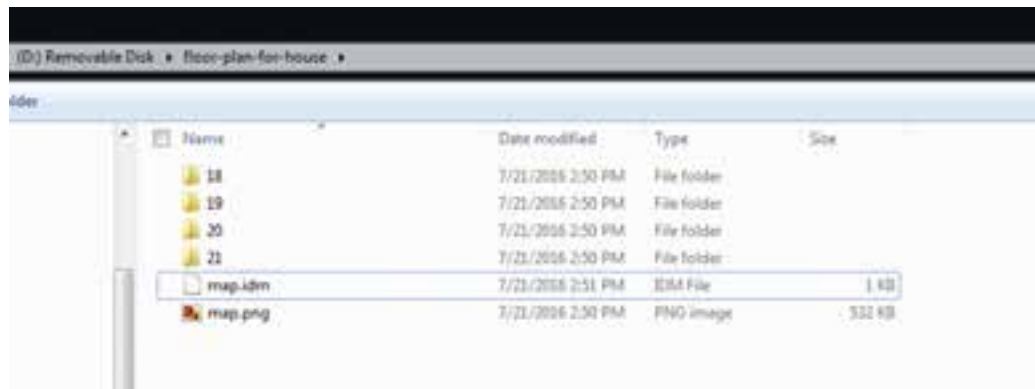 (D:) Removable Disk ▸ floor-plan-for-house ▸
older
Name Date modified Type Size
18 7/21/2016 2:50 PM File folder
19 7/21/2016 2:50 PM File folder
20 7/21/2016 2:50 PM File folder
21 7/21/2016 2:50 PM File folder
map.idm 7/21/2016 2:51 PM IDM File 1 KB
map.png 7/21/2016 2:50 PM PNG image 532 KB